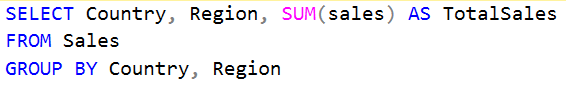 SELECT Country, Region, SUM(sales) AS TotalSales
FROM Sales
GROUP BY Country, Region